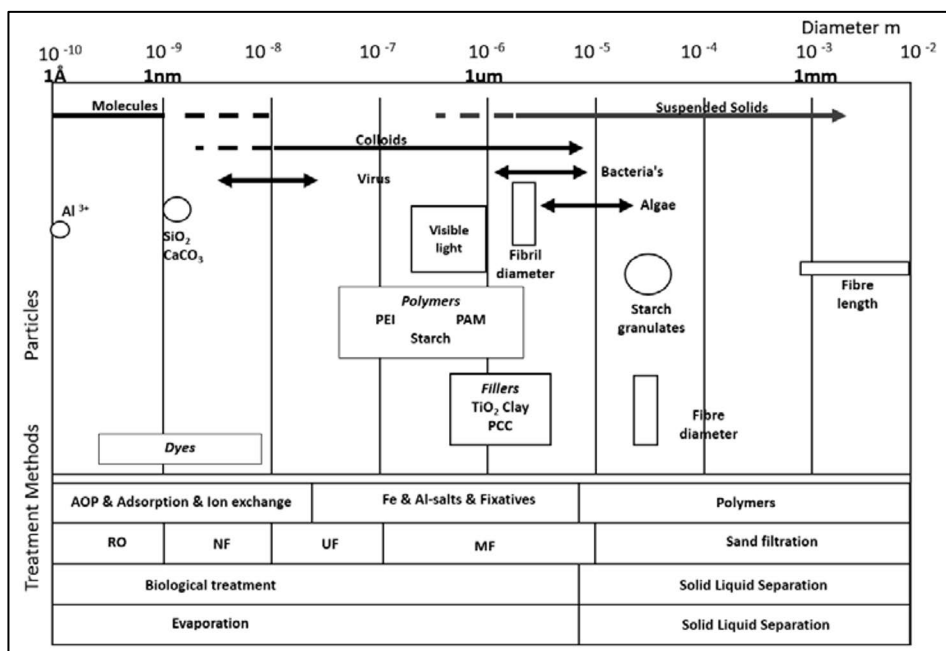 Diameter m
10⁻¹⁰ 10⁻⁹ 10⁻⁸ 10⁻⁷ 10⁻⁶ 10⁻⁵ 10⁻⁴ 10⁻³ 10⁻²
1Å 1nm 1um 1mm
Molecules
Suspended Solids
Colloids
Virus
Bacteria's
Algae
Al ³⁺
SiO₂
CaCO₃
Visible
light
Fibril
diameter
Starch
granulates
Fibre
length
Polymers
PEI PAM
Starch
Fillers
TiO₂ Clay
PCC
Fibre
diameter
Dyes
Particles
Treatment Methods
AOP & Adsorption & Ion exchange Fe & Al-salts & Fixatives Polymers
RO NF UF MF Sand filtration
Biological treatment Solid Liquid Separation
Evaporation Solid Liquid Separation